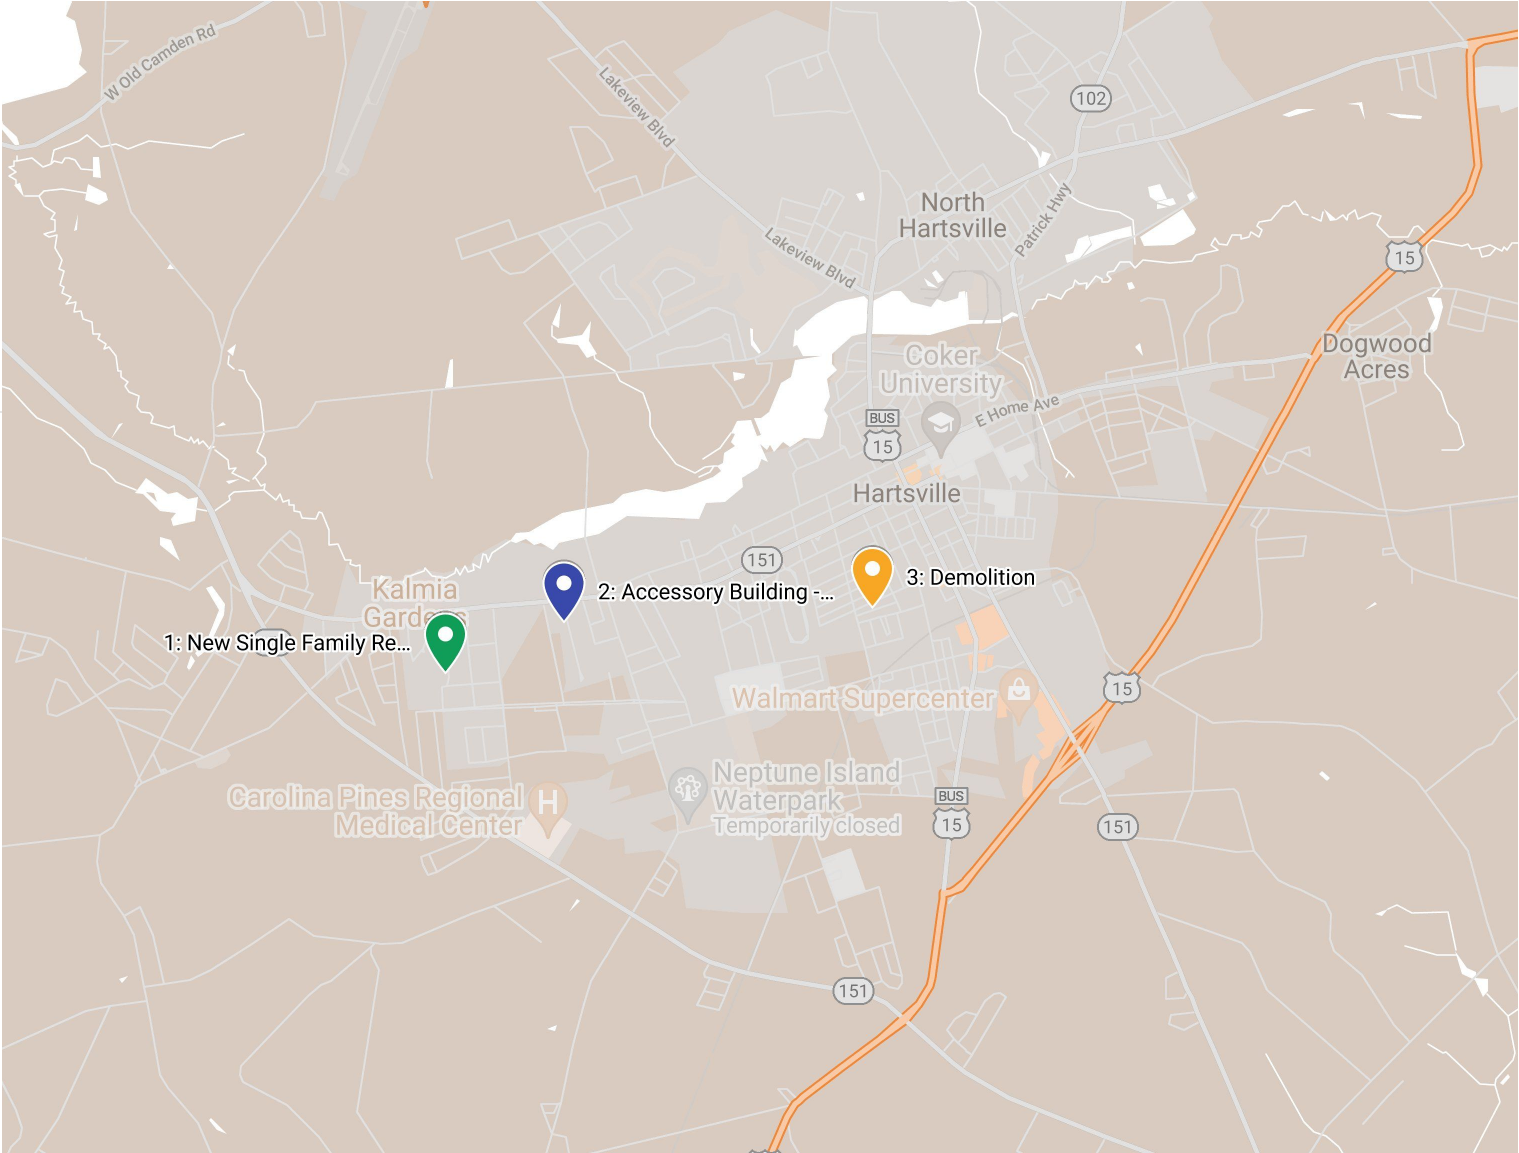 W Old Camden Rd
Lakeview Blvd
102
North
Hartsville
Patrick Hwy
Lakeview Blvd
15
Dogwood
Acres
Coker
University
E Home Ave
BUS
15
Hartsville
151
Kalmia
Gardens
2: Accessory Building -...
3: Demolition
1: New Single Family Re...
Walmart Supercenter
15
Carolina Pines Regional
Medical Center
H
Neptune Island
Waterpark
Temporarily closed
BUS
15
151
151